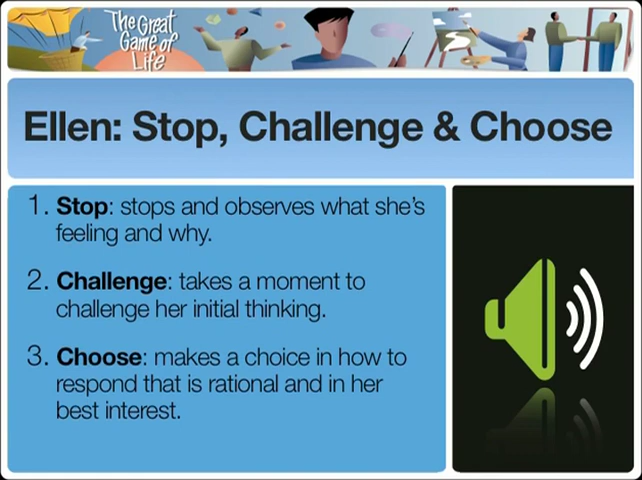 The Great
Game of
Life
Ellen: Stop, Challenge & Choose
1. Stop: stops and observes what she's
feeling and why.
2. Challenge: takes a moment to
challenge her initial thinking.
3. Choose: makes a choice in how to
respond that is rational and in her
best interest.